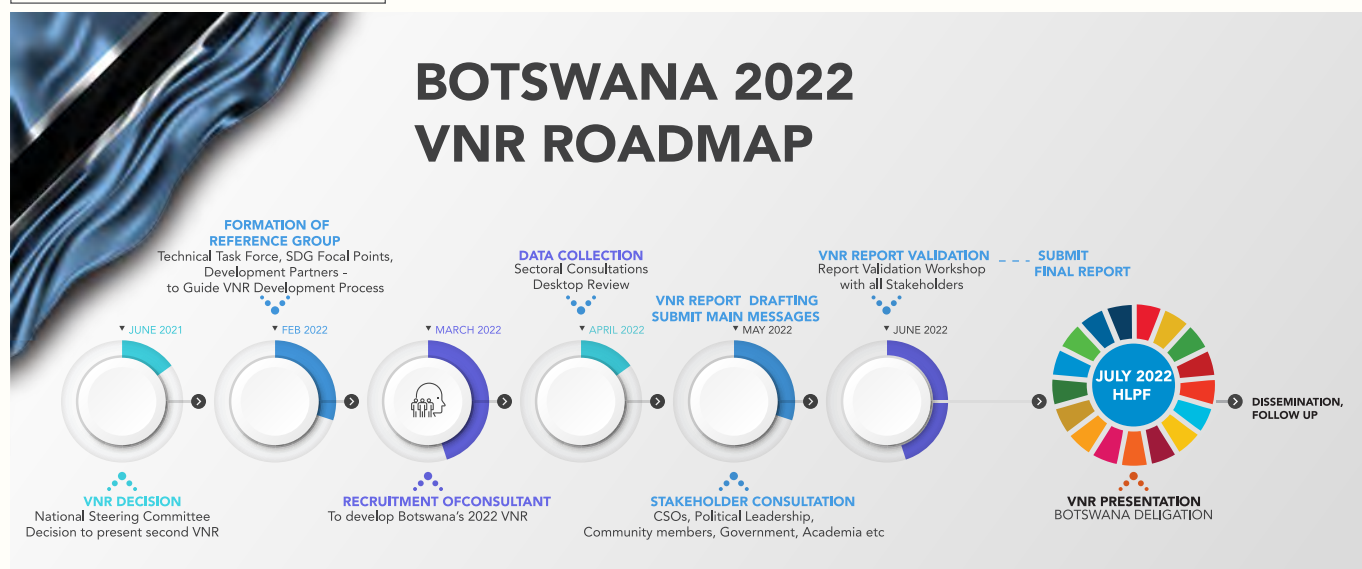 BOTSWANA 2022
VNR ROADMAP
FORMATION OF
REFERENCE GROUP
Technical Task Force, SDG Focal Points,
Development Partners -
to Guide VNR Development Process
DATA COLLECTION
Sectoral Consultations
Desktop Review
VNR REPORT DRAFTING
SUBMIT MAIN MESSAGES
VNR REPORT VALIDATION
Report Validation Workshop
with all Stakeholders
SUBMIT
FINAL REPORT
JUNE 2021
FEB 2022
MARCH 2022
APRIL 2022
MAY 2022
JUNE 2022
JULY 2022
HLPF
DISSEMINATION,
FOLLOW UP
VNR DECISION
National Steering Committee
Decision to present second VNR
RECRUITMENT OFCONSULTANT
To develop Botswana's 2022 VNR
STAKEHOLDER CONSULTATION
CSOs, Political Leadership,
Community members, Government, Academia etc
VNR PRESENTATION
BOTSWANA DELIGATION